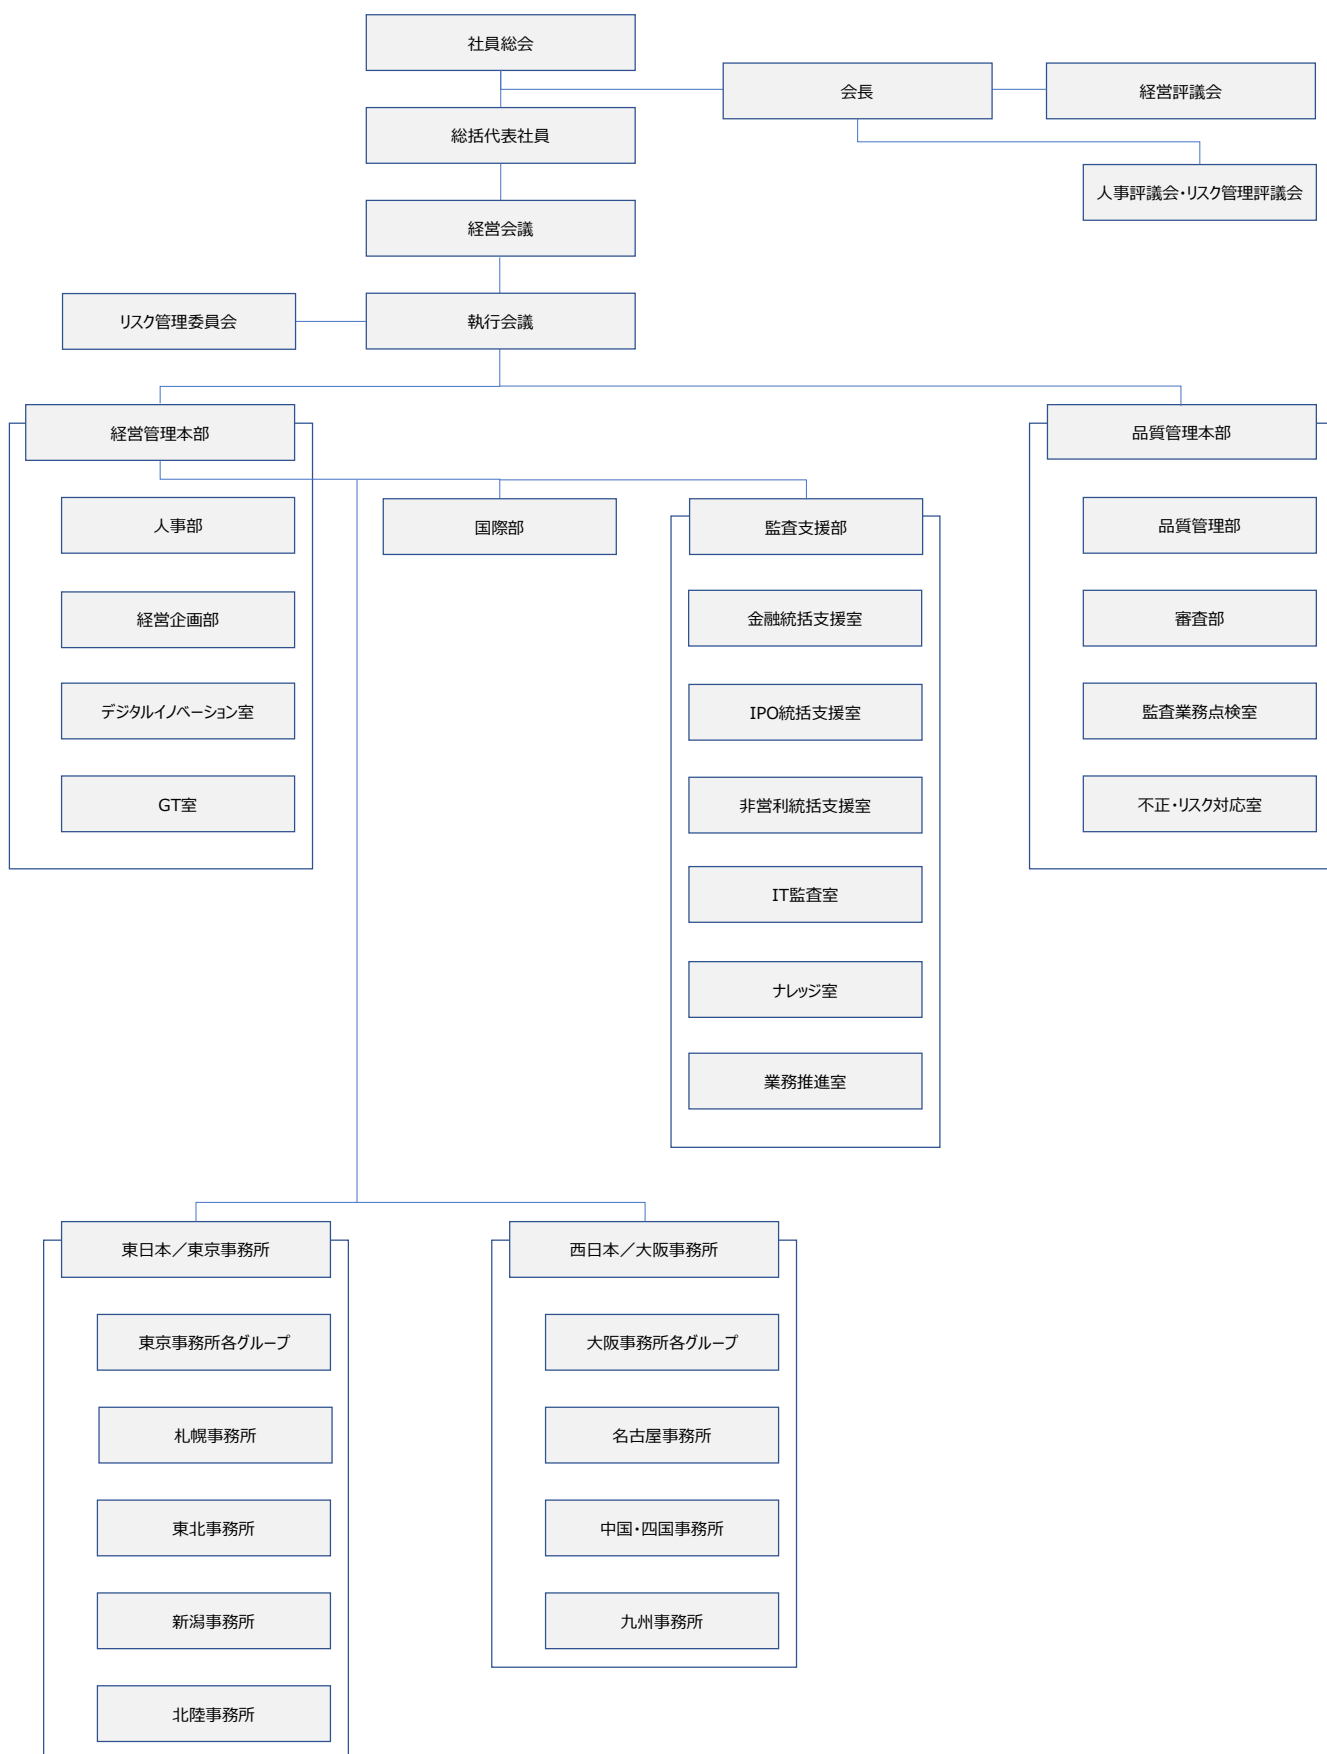 社員総会
会長
経営評議会
総括代表社員
人事評議会・リスク管理評議会
経営会議
リスク管理委員会
執行会議
経営管理本部
人事部
経営企画部
デジタルイノベーション室
GT室
国際部
監査支援部
金融統括支援室
IPO統括支援室
非営利統括支援室
IT監査室
ナレッジ室
業務推進室
品質管理本部
品質管理部
審査部
監査業務点検室
不正・リスク対応室
東日本／東京事務所
東京事務所各グループ
札幌事務所
東北事務所
新潟事務所
北陸事務所
西日本／大阪事務所
大阪事務所各グループ
名古屋事務所
中国・四国事務所
九州事務所